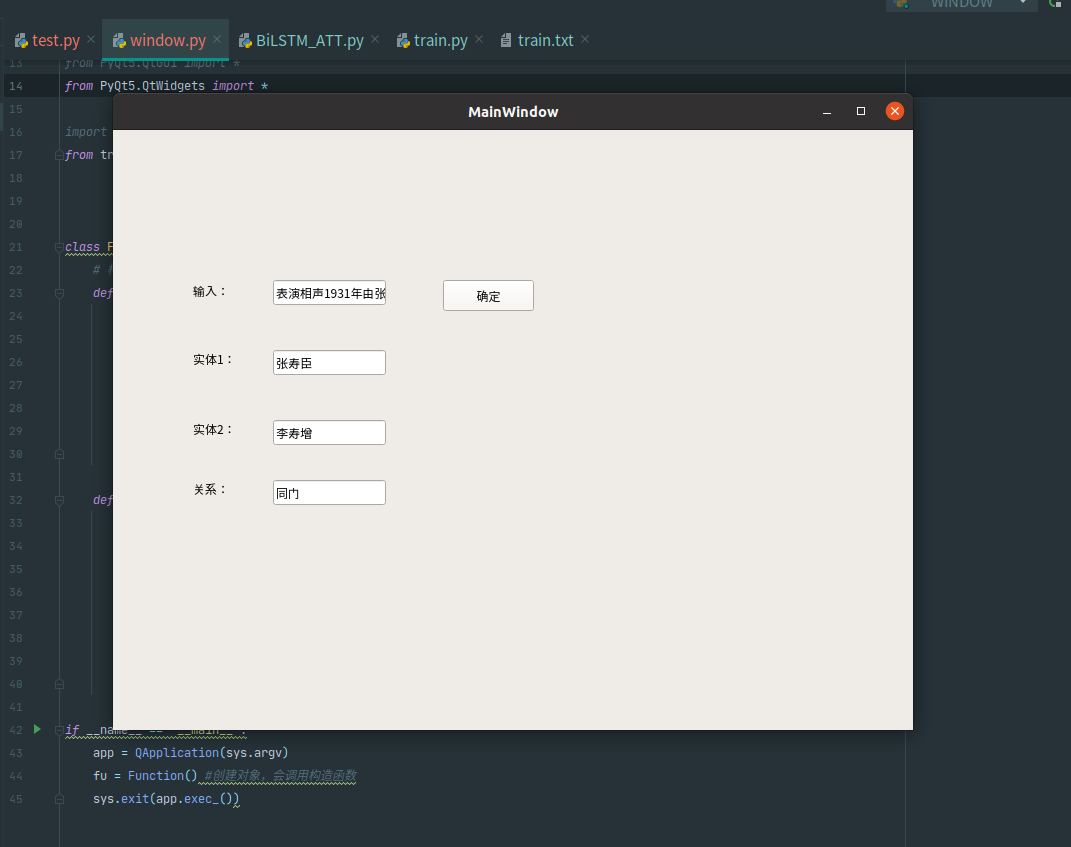 WINDOW
test.py × window.py × BiLSTM_ATT.py × train.py × train.txt ×
13 from PyQt5.QtGui import *
14 from PyQt5.QtWidgets import *
MainWindow
15
16 import
17 from tr
18
19
20
21 class F
22 #
23 def
24
25
26
27
28
29
30
31
32 def
33
34
35
36
37
38
39
40
41
输入：
表演相声1931年由张
确定
实体1：
张寿臣
实体2：
李寿增
关系：
同门
42 if __name__ == '__main__':
43 app = QApplication(sys.argv)
44 fu = Function() #创建对象，会调用构造函数
45 sys.exit(app.exec_())